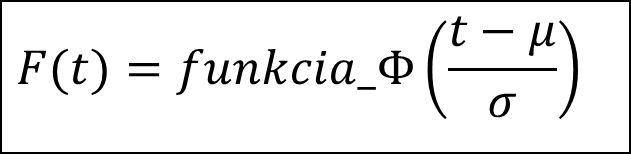 F(t) = funkcia_Φ((t − μ)/σ)